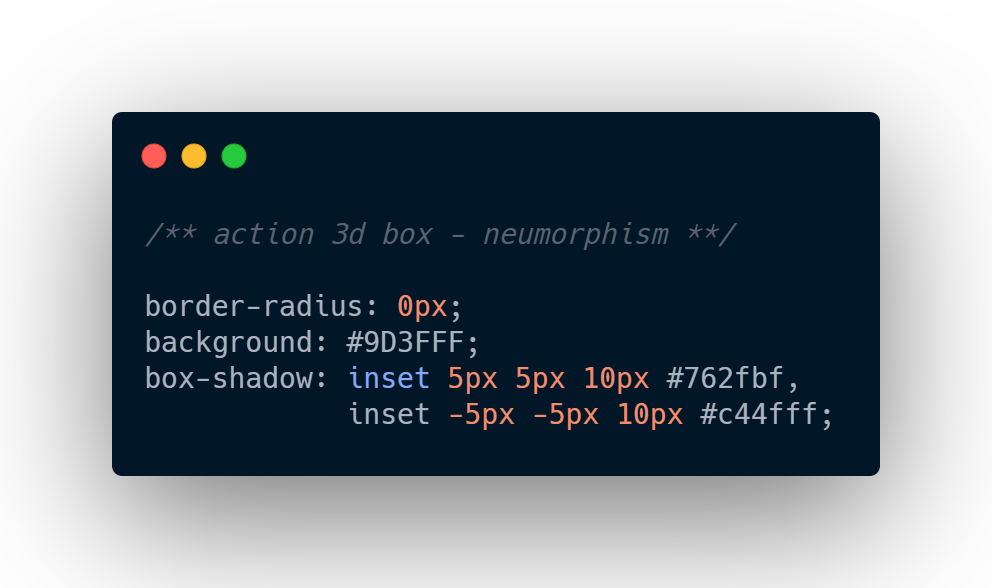 /** action 3d box - neumorphism **/
border-radius: 0px;
background: #9D3FFF;
box-shadow: inset 5px 5px 10px #762fbf,
inset -5px -5px 10px #c44fff;